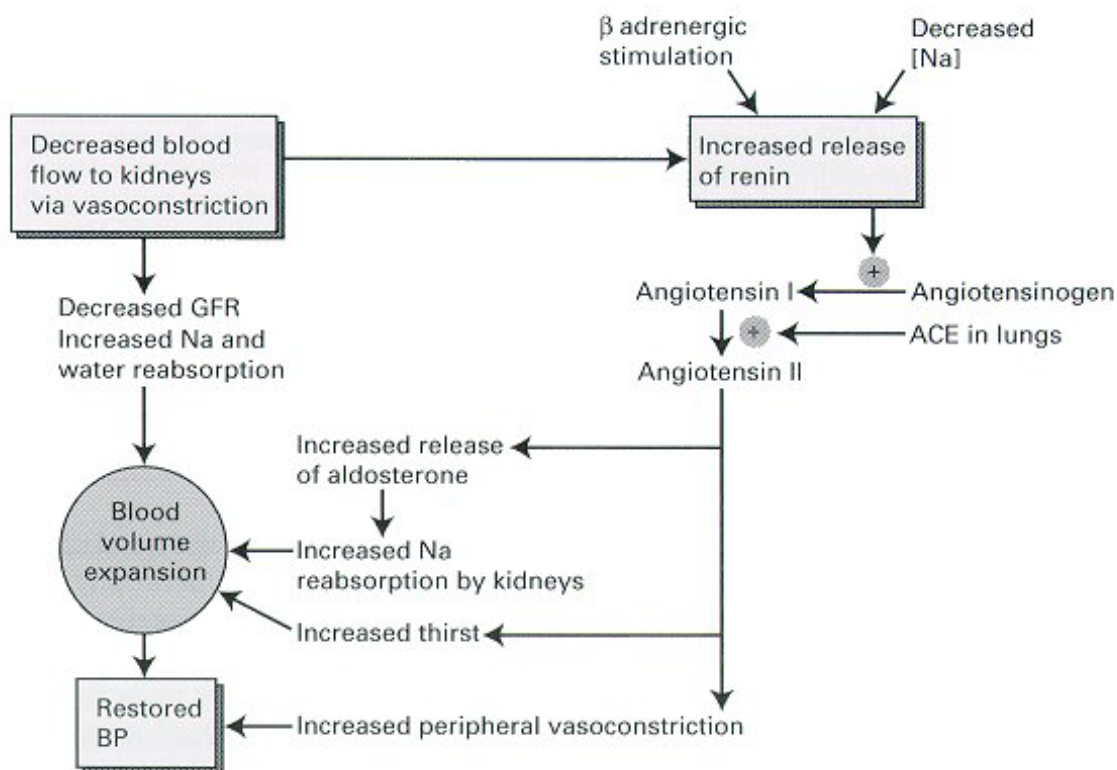 β adrenergic
stimulation
Decreased
[Na]
Decreased blood
flow to kidneys
via vasoconstriction
Increased release
of renin
+
Decreased GFR
Increased Na and
water reabsorption
Angiotensin I
Angiotensinogen
+
ACE in lungs
Angiotensin II
Increased release
of aldosterone
Blood
volume
expansion
Increased Na
reabsorption by kidneys
Increased thirst
Restored
BP
Increased peripheral vasoconstriction